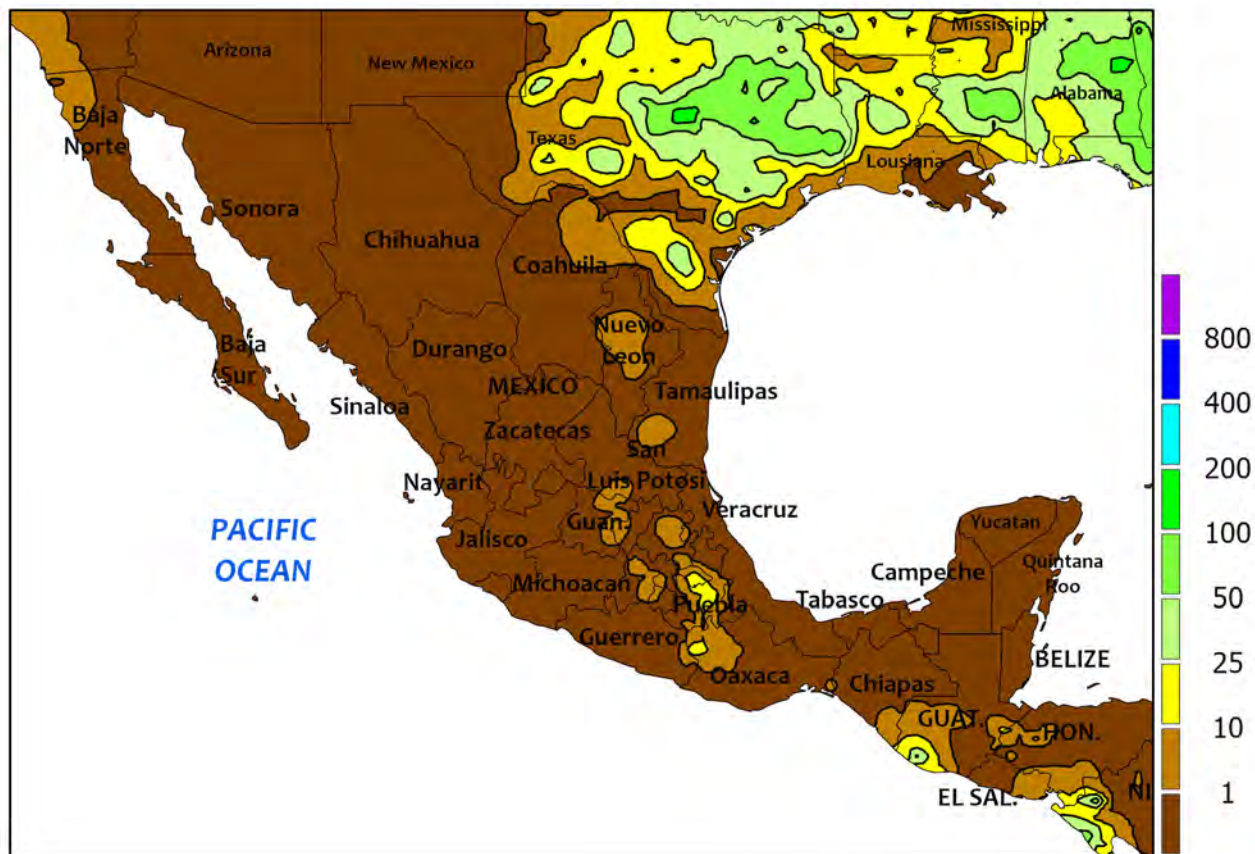 Mississippi
Arizona
New Mexico
Alabama
Baja
Norte
Texas
Lousiana
Sonora
Chihuahua
Coahuila
800
Nuevo
Leon
Baja
Sur
Durango
MEXICO
Tamaulipas
400
Sinaloa
Zacatecas
San
Luis Potosi
200
Nayarit
Veracruz
Yucatan
Guan.
PACIFIC
OCEAN
Jalisco
100
Quintana
Roo
Campeche
Michoacan
Tabasco
Puebla
50
Guerrero
BELIZE
25
Oaxaca
Chiapas
GUAT.
HON.
10
EL SAL.
NI
1